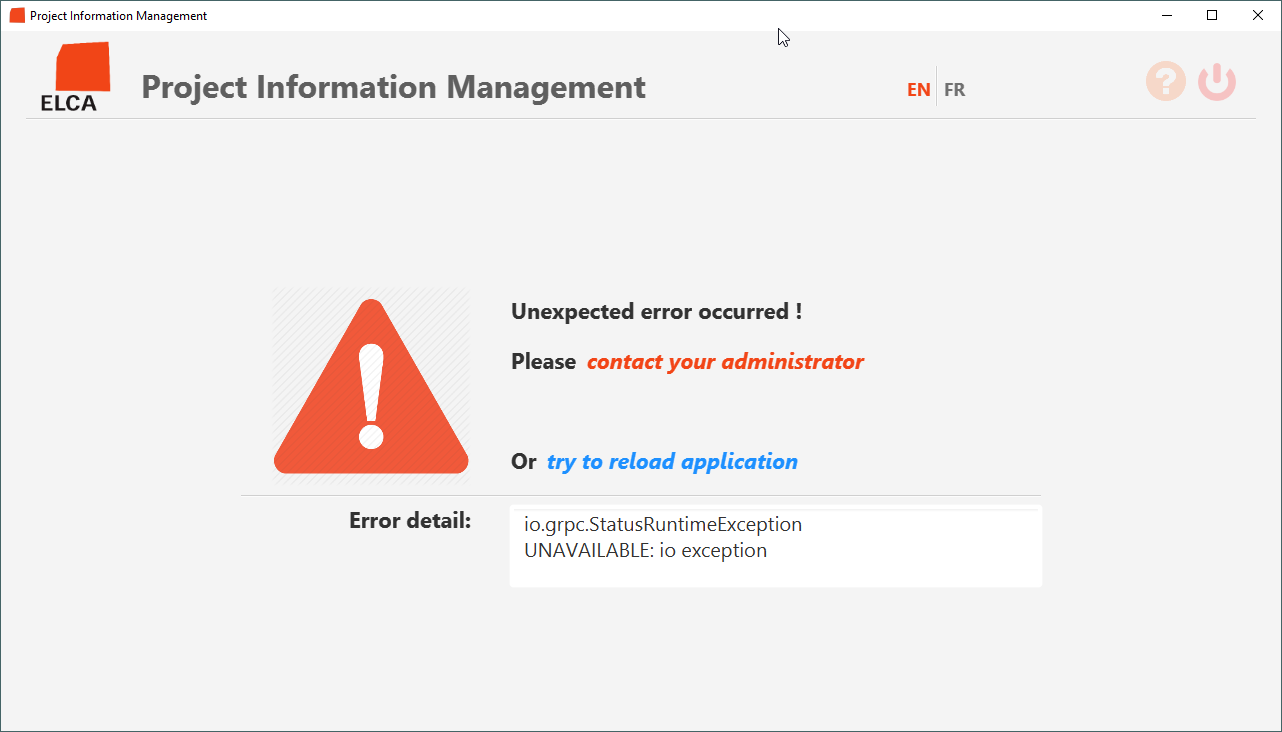 Project Information Management
ELCA
Project Information Management
EN FR
?
Unexpected error occurred !
Please contact your administrator
Or try to reload application
Error detail:
io.grpc.StatusRuntimeException
UNAVAILABLE: io exception